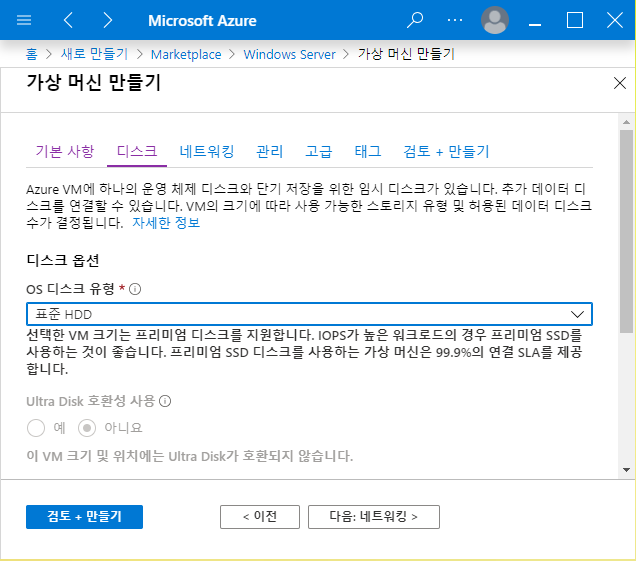 Microsoft Azure
홈 > 새로 만들기 > Marketplace > Windows Server > 가상 머신 만들기
가상 머신 만들기
기본 사항 디스크 네트워킹 관리 고급 태그 검토 + 만들기
Azure VM에 하나의 운영 체제 디스크와 단기 저장을 위한 임시 디스크가 있습니다. 추가 데이터 디
스크를 연결할 수 있습니다. VM의 크기에 따라 사용 가능한 스토리지 유형 및 허용된 데이터 디스크
수가 결정됩니다. 자세한 정보
디스크 옵션
OS 디스크 유형 *
표준 HDD
선택한 VM 크기는 프리미엄 디스크를 지원합니다. IOPS가 높은 워크로드의 경우 프리미엄 SSD를
사용하는 것이 좋습니다. 프리미엄 SSD 디스크를 사용하는 가상 머신은 99.9%의 연결 SLA를 제공
합니다.
Ultra Disk 호환성 사용
예 아니요
이 VM 크기 및 위치에는 Ultra Disk가 호환되지 않습니다.
검토 + 만들기 < 이전 다음: 네트워킹 >